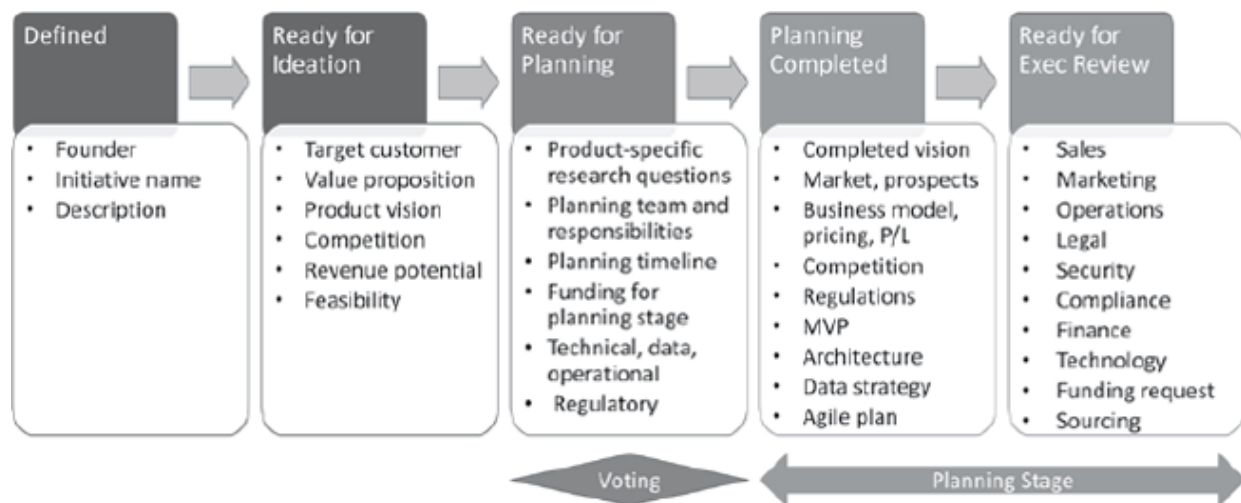 Defined
Founder
Initiative name
Description
Ready for
Ideation
Target customer
Value proposition
Product vision
Competition
Revenue potential
Feasibility
Ready for
Planning
Product-specific
research questions
Planning team and
responsibilities
Planning timeline
Funding for
planning stage
Technical, data,
operational
Regulatory
Planning
Completed
Completed vision
Market, prospects
Business model,
pricing, P/L
Competition
Regulations
MVP
Architecture
Data strategy
Agile plan
Ready for
Exec Review
Sales
Marketing
Operations
Legal
Security
Compliance
Finance
Technology
Funding request
Sourcing
Voting
Planning Stage